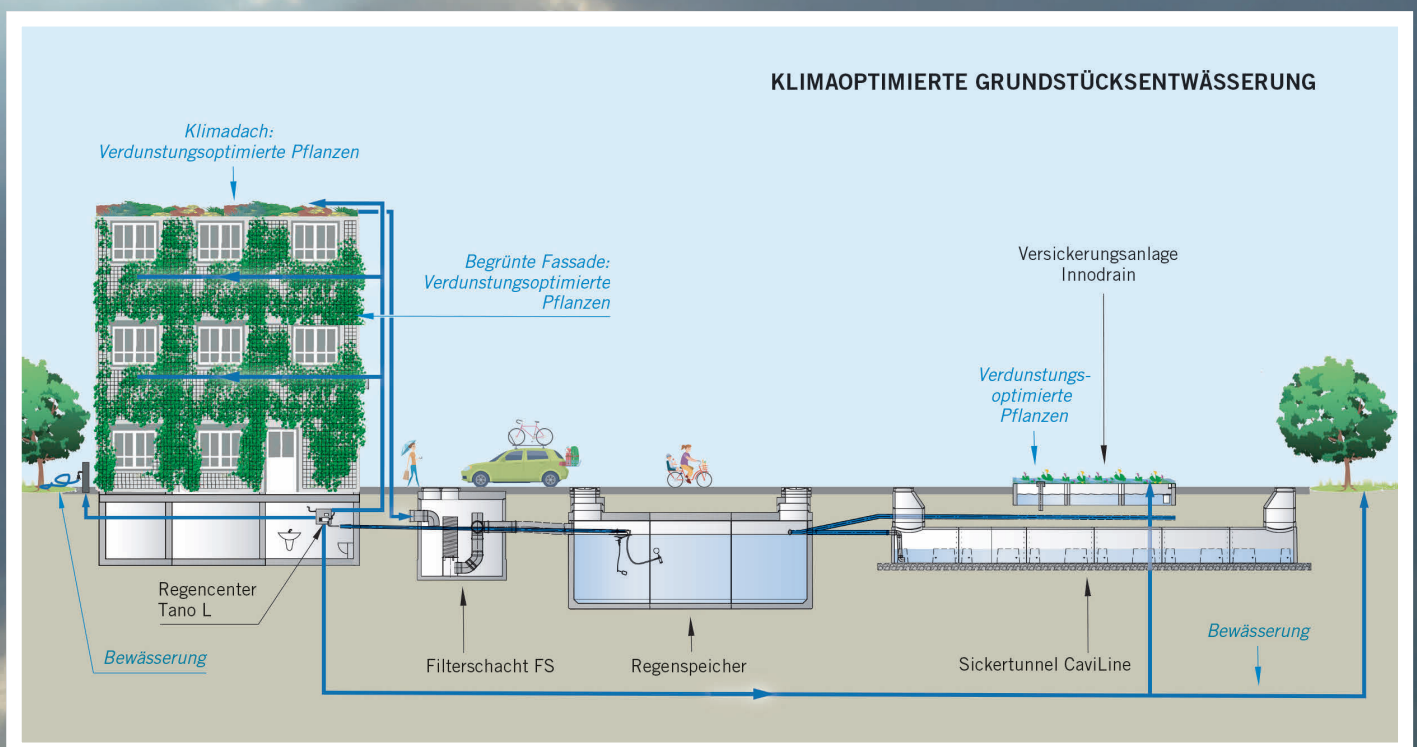 KLIMAOPTIMIERTE GRUNDSTÜCKSENTWÄSSERUNG
Klimadach:
Verdunstungsoptimierte Pflanzen
Begrünte Fassade:
Verdunstungsoptimierte
Pflanzen
Versickerungsanlage
Innodrain
Verdunstungs-
optimierte
Pflanzen
Regencenter
Tano L
Bewässerung
Filterschacht FS
Regenspeicher
Sickertunnel CaviLine
Bewässerung